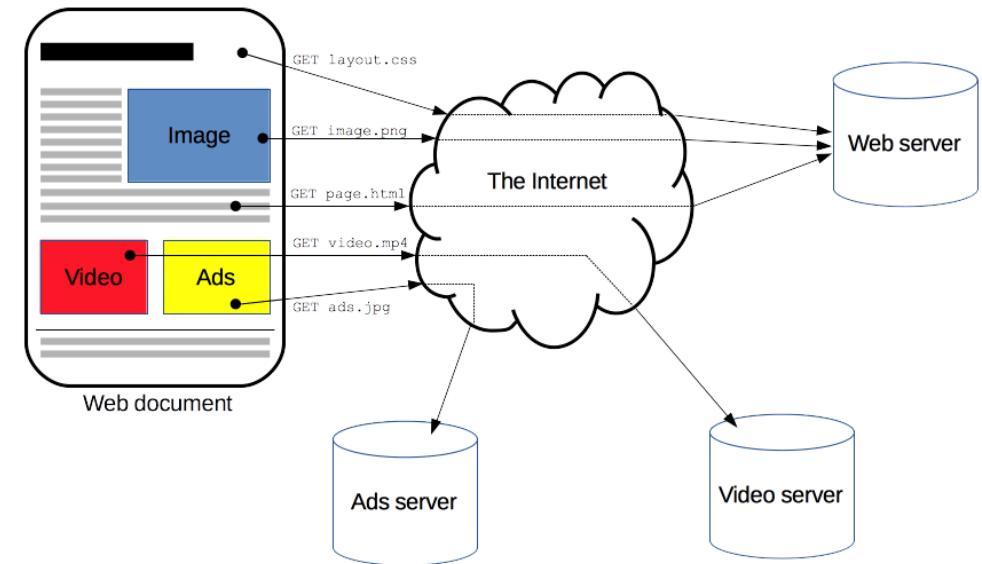 GET layout.css
Image
GET image.png
Web server
The Internet
GET page.html
GET video.mp4
Video
Ads
GET ads.jpg
Web document
Ads server
Video server